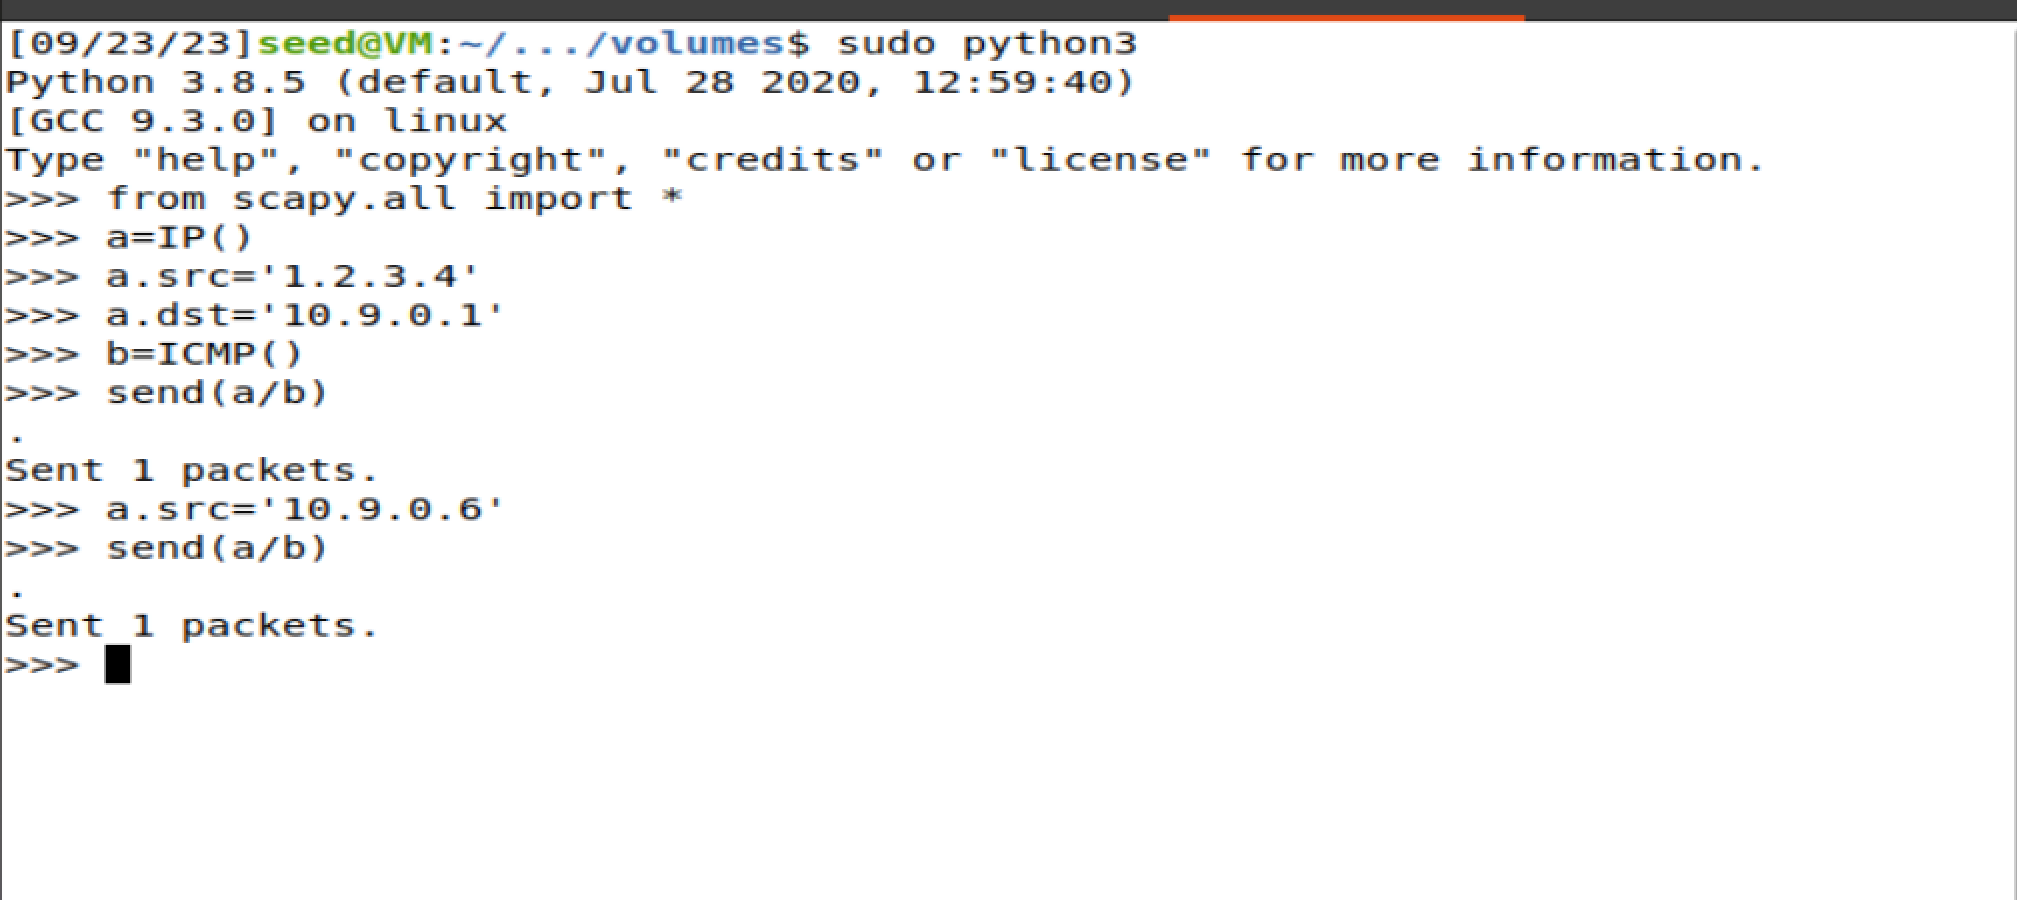 [09/23/23]seed@VM:~/.../volumes$ sudo python3
Python 3.8.5 (default, Jul 28 2020, 12:59:40)
[GCC 9.3.0] on linux
Type "help", "copyright", "credits" or "license" for more information.
>>> from scapy.all import *
>>> a=IP()
>>> a.src='1.2.3.4'
>>> a.dst='10.9.0.1'
>>> b=ICMP()
>>> send(a/b)
.
Sent 1 packets.
>>> a.src='10.9.0.6'
>>> send(a/b)
.
Sent 1 packets.
>>>